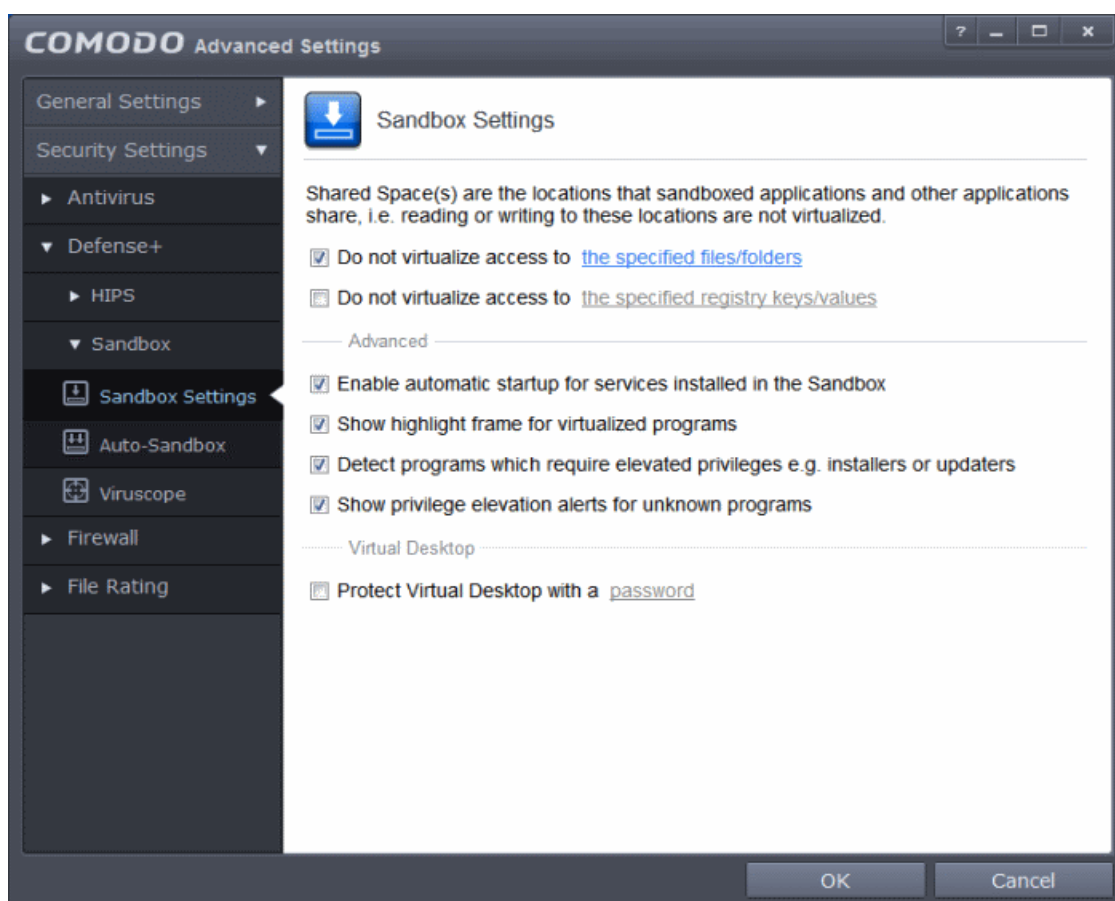 COMODO Advanced Settings
?
General Settings
Security Settings
Antivirus
Defense+
HIPS
Sandbox
Sandbox Settings
Auto-Sandbox
Viruscope
Firewall
File Rating
Sandbox Settings
Shared Space(s) are the locations that sandboxed applications and other applications
share, i.e. reading or writing to these locations are not virtualized.
Do not virtualize access to the specified files/folders
Do not virtualize access to the specified registry keys/values
Advanced
Enable automatic startup for services installed in the Sandbox
Show highlight frame for virtualized programs
Detect programs which require elevated privileges e.g. installers or updaters
Show privilege elevation alerts for unknown programs
Virtual Desktop
Protect Virtual Desktop with a password
OK
Cancel